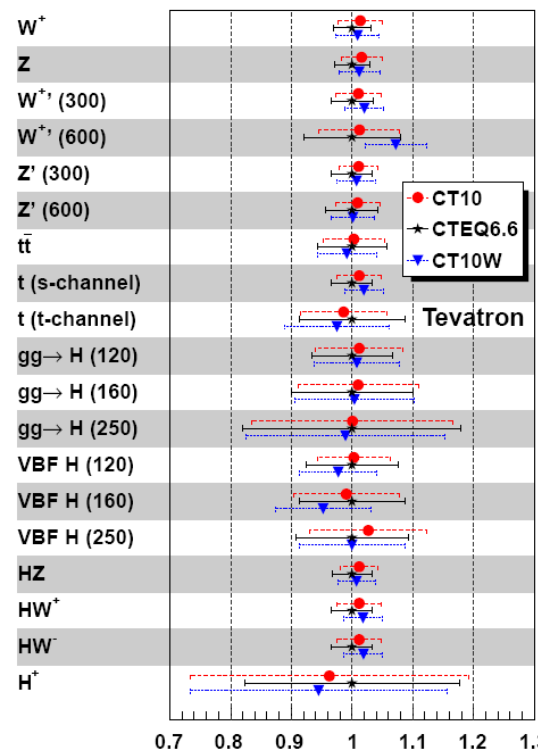 W⁺
Z
W⁺' (300)
W⁺' (600)
Z' (300)
Z' (600)
tt̄
t (s-channel)
t (t-channel)
gg→ H (120)
gg→ H (160)
gg→ H (250)
VBF H (120)
VBF H (160)
VBF H (250)
HZ
HW⁺
HW⁻
H⁺
CT10
CTEQ6.6
CT10W
Tevatron
0.7 0.8 0.9 1 1.1 1.2 1.3